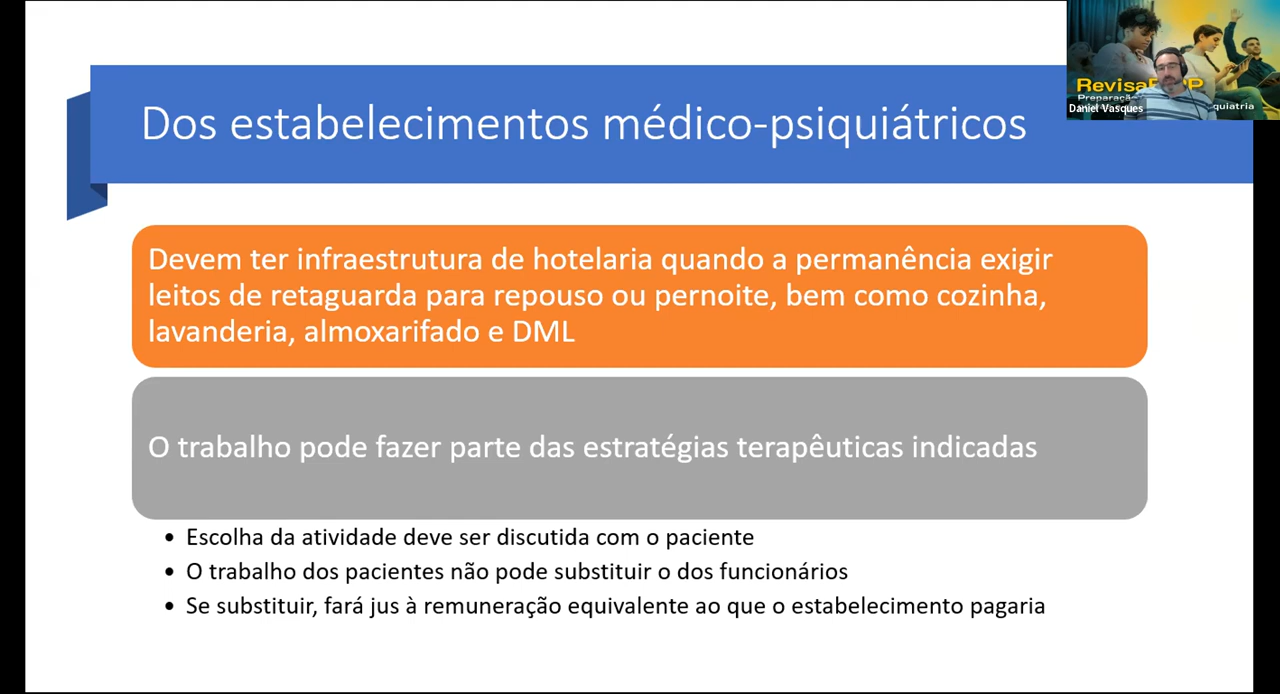 Dos estabelecimentos médico-psiquiátricos
Daniel Vasques
quiatria
Devem ter infraestrutura de hotelaria quando a permanência exigir
leitos de retaguarda para repouso ou pernoite, bem como cozinha,
lavanderia, almoxarifado e DML
O trabalho pode fazer parte das estratégias terapêuticas indicadas
• Escolha da atividade deve ser discutida com o paciente
• O trabalho dos pacientes não pode substituir o dos funcionários
• Se substituir, fará jus à remuneração equivalente ao que o estabelecimento pagaria